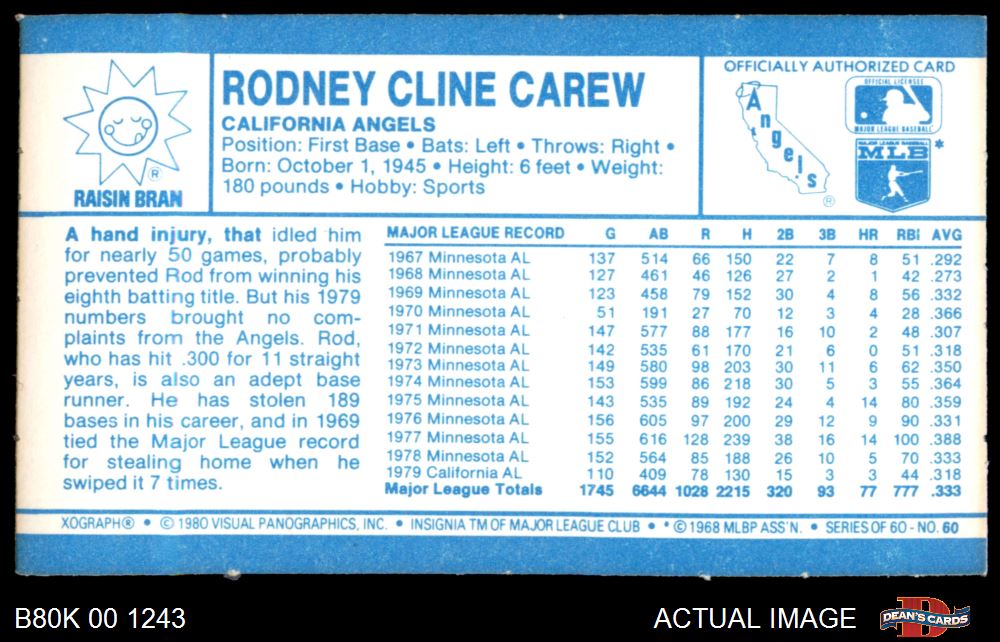 RAISIN BRAN
®
RODNEY CLINE CAREW
CALIFORNIA ANGELS
Position: First Base • Bats: Left • Throws: Right •
Born: October 1, 1945 • Height: 6 feet • Weight:
180 pounds • Hobby: Sports
OFFICIALLY AUTHORIZED CARD
Angels
®
OFFICIAL LICENSEE
MAJOR LEAGUE BASEBALL
MAJOR LEAGUE BASEBALL
MLB *
A hand injury, that idled him
for nearly 50 games, probably
prevented Rod from winning his
eighth batting title. But his 1979
numbers brought no com-
plaints from the Angels. Rod,
who has hit .300 for 11 straight
years, is also an adept base
runner. He has stolen 189
bases in his career, and in 1969
tied the Major League record
for stealing home when he
swiped it 7 times.
MAJOR LEAGUE RECORD G AB R H 2B 3B HR RBI AVG
1967 Minnesota AL 137 514 66 150 22 7 8 51 .292
1968 Minnesota AL 127 461 46 126 27 2 1 42 .273
1969 Minnesota AL 123 458 79 152 30 4 8 56 .332
1970 Minnesota AL 51 191 27 70 12 3 4 28 .366
1971 Minnesota AL 147 577 88 177 16 10 2 48 .307
1972 Minnesota AL 142 535 61 170 21 6 0 51 .318
1973 Minnesota AL 149 580 98 203 30 11 6 62 .350
1974 Minnesota AL 153 599 86 218 30 5 3 55 .364
1975 Minnesota AL 143 535 89 192 24 4 14 80 .359
1976 Minnesota AL 156 605 97 200 29 12 9 90 .331
1977 Minnesota AL 155 616 128 239 38 16 14 100 .388
1978 Minnesota AL 152 564 85 188 26 10 5 70 .333
1979 California AL 110 409 78 130 15 3 3 44 .318
Major League Totals 1745 6644 1028 2215 320 93 77 777 .333
XOGRAPH® • © 1980 VISUAL PANOGRAPHICS, INC. • INSIGNIA TM OF MAJOR LEAGUE CLUB • * © 1968 MLBP ASS'N. • SERIES OF 60 - NO. 60
B80K 00 1243
ACTUAL IMAGE
DEAN'S CARDS